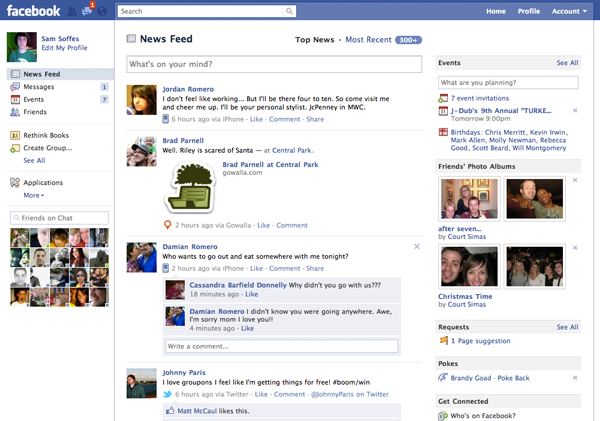 facebook
1
Search
Home Profile Account
Sam Soffes
Edit My Profile
News Feed
Messages 1
Events 7
Friends
Rethink Books
Create Group...
See All
Applications
More
Friends on Chat
News Feed
Top News · Most Recent 300+
What's on your mind?
Jordan Romero
I don't feel like working... But I'll be there four to ten. So come visit me
and cheer me up. I'll be your personal stylist. JcPenney in MWC.
6 hours ago via iPhone · Like · Comment · Share
Brad Parnell
Well. Riley is scared of Santa — at Central Park.
Brad Parnell at Central Park
gowalla.com
2 hours ago via Gowalla · Like · Comment
Damian Romero
Who wants to go out and eat somewhere with me tonight?
2 hours ago via iPhone · Like · Comment · Share
Cassandra Barfield Donnelly Why didn't you go with us???
18 minutes ago · Like
Damian Romero I didn't know you were going anywhere. Awe,
I'm sorry mom I love you!!
4 minutes ago · Like
Write a comment...
Johnny Paris
I love groupons I feel like I'm getting things for free! #boom/win
6 hours ago via Twitter · Like · Comment · @JohnnyParis on Twitter
Matt McCaul likes this.
Events See All
What are you planning?
7 event invitations
J-Dub's 9th Annual "TURKE...
Tomorrow 9:00pm
Birthdays: Chris Merritt, Kevin Irwin,
Mark Allen, Molly Newman, Rebecca
Good, Scott Beard, Will Montgomery
Friends' Photo Albums
after seven...
by Court Simas
Christmas Time
by Court Simas
Requests See All
1 Page suggestion
Pokes
Brandy Goad · Poke Back
Get Connected
Who's on Facebook?